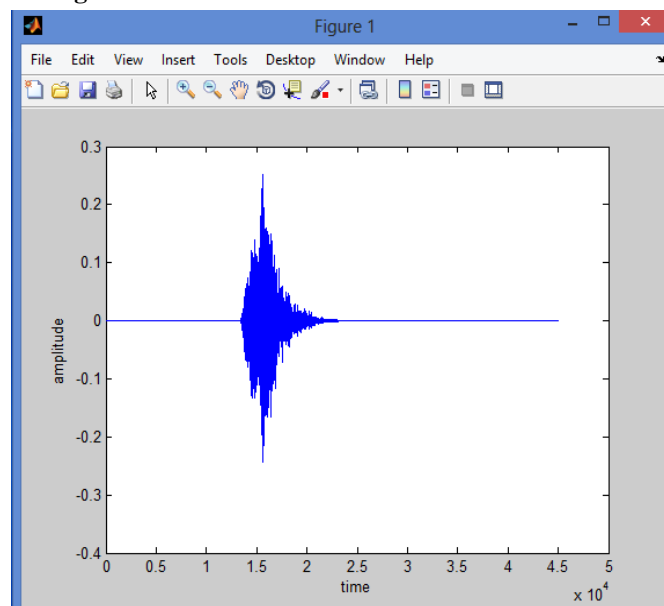 Figure 1
File Edit View Insert Tools Desktop Window Help
0.3
0.2
0.1
0
-0.1
-0.2
-0.3
-0.4
amplitude
0 0.5 1 1.5 2 2.5 3 3.5 4 4.5 5
time
x 10^4